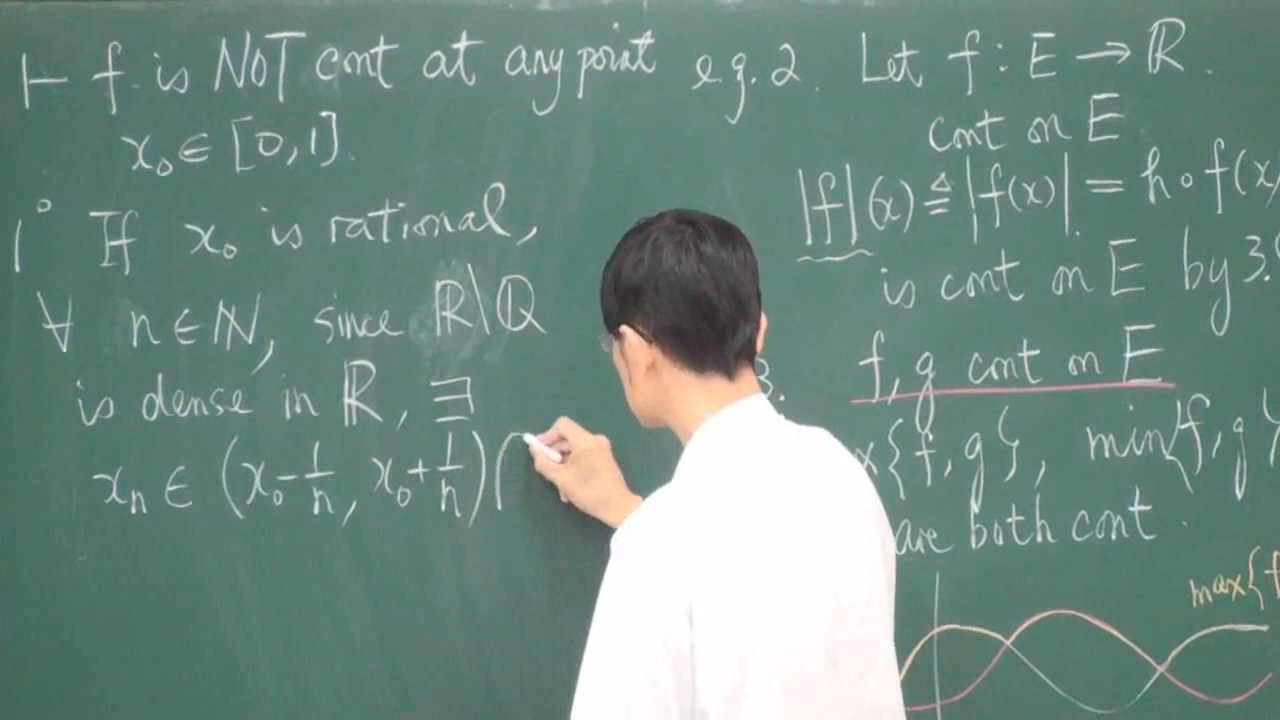 ⊢ f is NOT cont at any point
x₀ ∈ [0,1].
1° If x₀ is rational,
∀ n ∈ ℕ, since ℝ\ℚ
is dense in ℝ, ∃
xₙ ∈ (x₀ - 1/n, x₀ + 1/n) ∩
eg. 2. Let f : E → ℝ.
cont on E
|f|(x) ≜ |f(x)| = h∘f(x)
is cont on E by 3.
3.
f, g cont on E
x{f, g}, min{f, g}
are both cont.
max{f